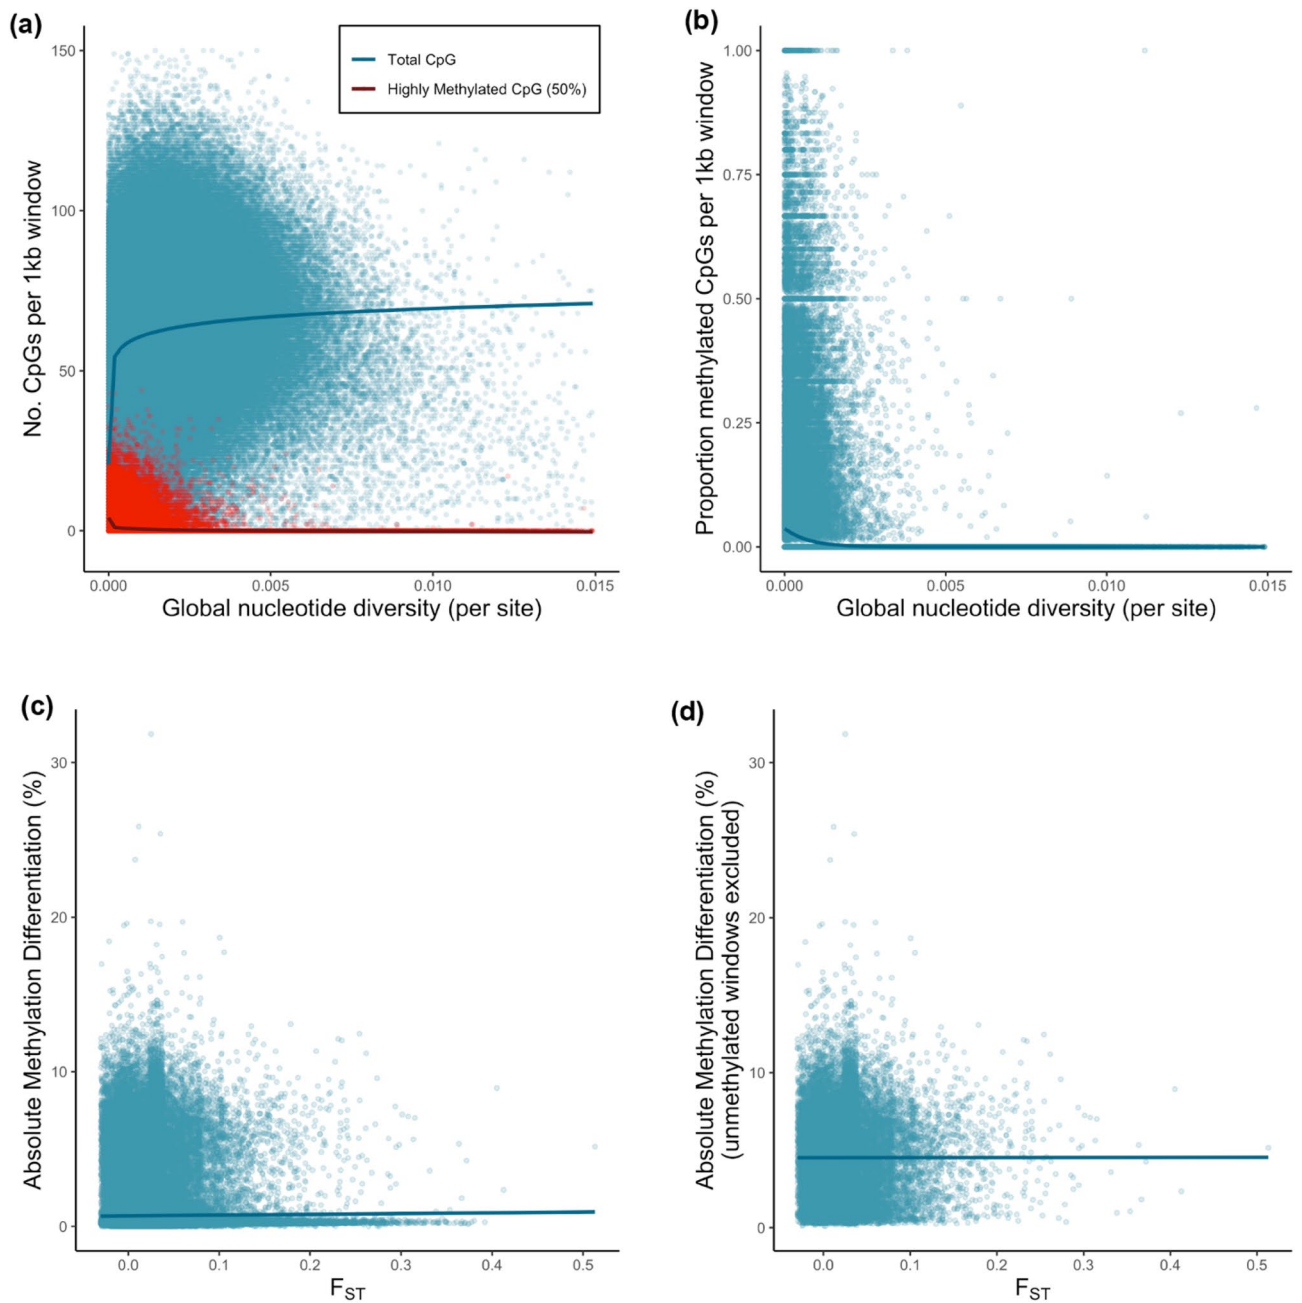 (a)
Total CpG
Highly Methylated CpG (50%)
150
100
50
0
No. CpGs per 1kb window
0.000
0.005
0.010
0.015
Global nucleotide diversity (per site)
(b)
1.00
0.75
0.50
0.25
0.00
Proportion methylated CpGs per 1kb window
0.000
0.005
0.010
0.015
Global nucleotide diversity (per site)
(c)
30
20
10
0
Absolute Methylation Differentiation (%)
0.0
0.1
0.2
0.3
0.4
0.5
FST
(d)
30
20
10
0
Absolute Methylation Differentiation (%)
(unmethylated windows excluded)
0.0
0.1
0.2
0.3
0.4
0.5
FST